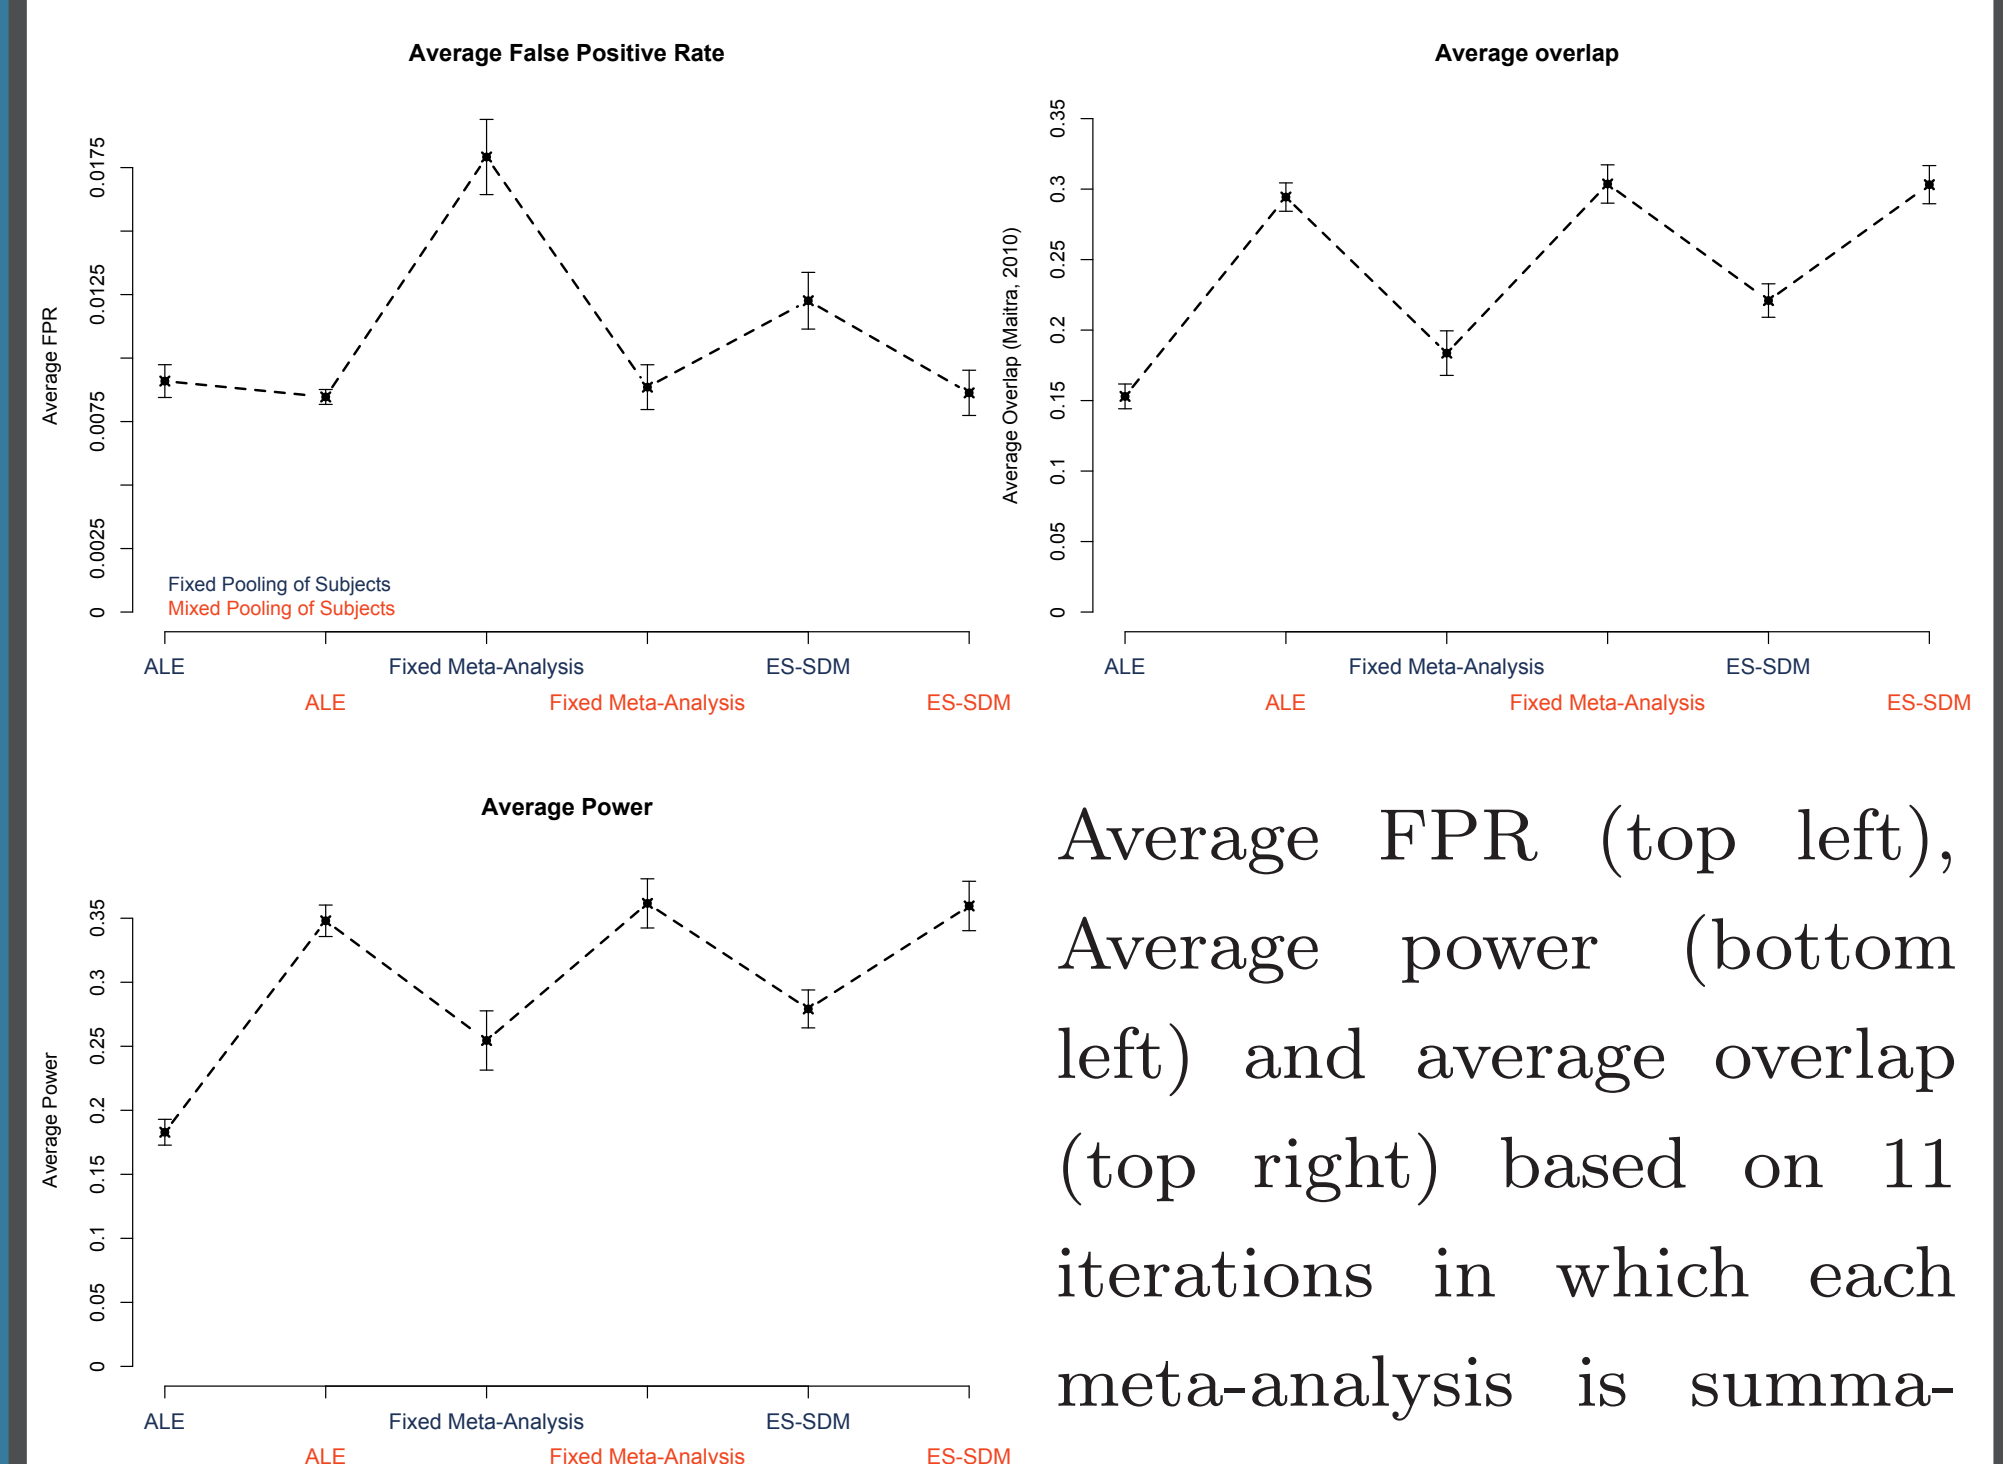 Average False Positive Rate
Average FPR
0.0175
0.0125
0.0075
0.0025
0
Fixed Pooling of Subjects
Mixed Pooling of Subjects
ALE Fixed Meta-Analysis ES-SDM
ALE Fixed Meta-Analysis ES-SDM
Average overlap
Average Overlap (Maitra, 2010)
0.35
0.3
0.25
0.2
0.15
0.1
0.05
0
ALE Fixed Meta-Analysis ES-SDM
ALE Fixed Meta-Analysis ES-SDM
Average Power
Average Power
0.35
0.3
0.25
0.2
0.15
0.1
0.05
0
ALE Fixed Meta-Analysis ES-SDM
ALE Fixed Meta-Analysis ES-SDM
Average FPR (top left),
Average power (bottom
left) and average overlap
(top right) based on 11
iterations in which each
meta-analysis is summa-